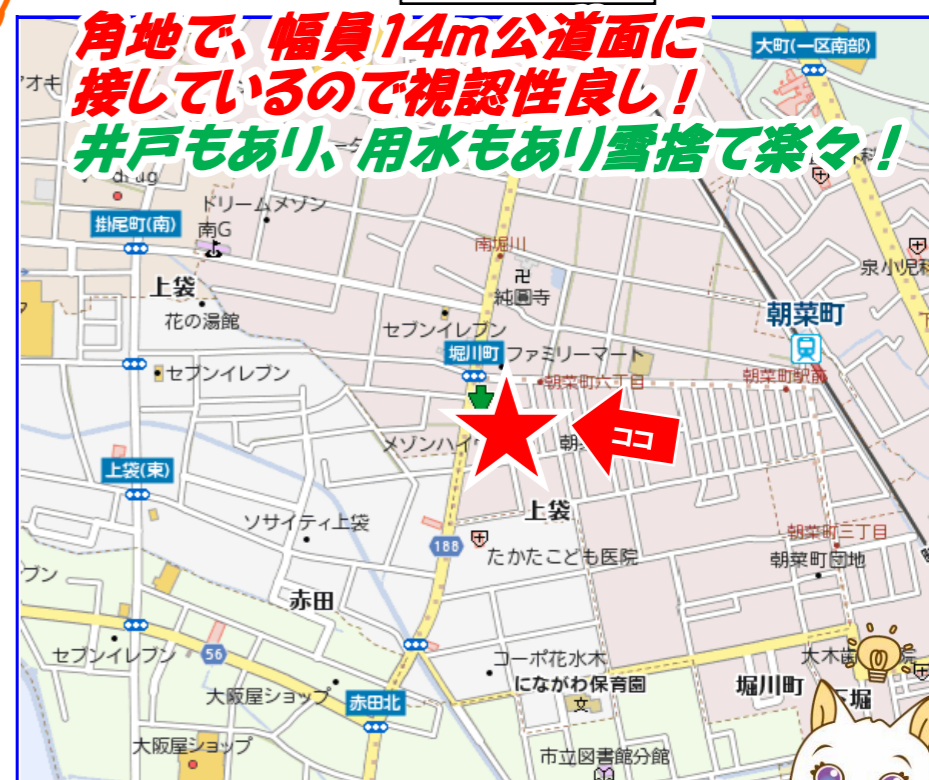 角地で、幅員14m公道面に
接しているので視認性良し！
井戸もあり、用水もあり雪捨て楽々！
大町(一区南部)
アオキ
drug
ドリームメゾン
掛尾町(南)
南G
南堀川
泉小児科
上袋
純圓寺
朝菜町
花の湯館
セブンイレブン
堀川町
ファミリーマート
セブンイレブン
朝菜町六丁目
朝菜町駅前
メゾンハイ
ココ
上袋(東)
上袋
ソサイティ上袋
188
たかたこども医院
朝菜町三丁目
朝菜町団地
赤田
セブンイレブン
56
コーポ花水木
大木歯
にながわ保育園
堀川町
大阪屋ショップ
赤田北
文
大阪屋ショップ
市立図書館分館